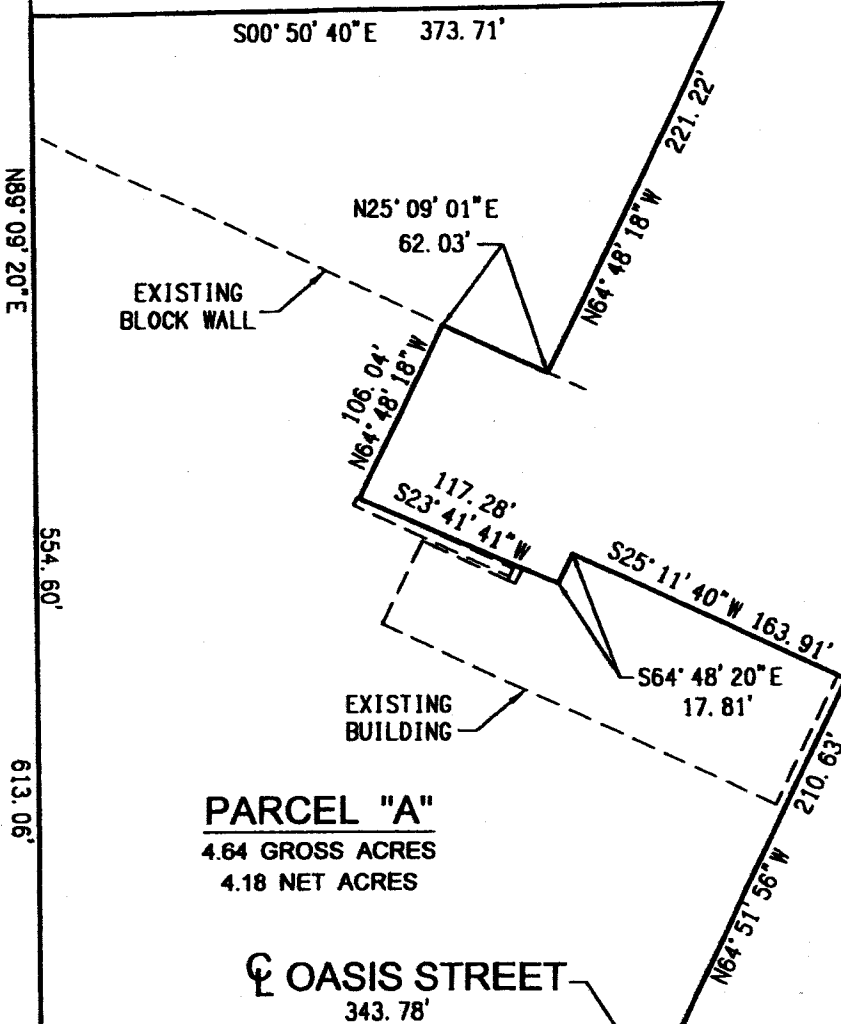 S00°50'40"E 373.71'
221.22'
N64°48'18"W
N25°09'01"E
62.03'
N89°09'20"E
EXISTING
BLOCK WALL
106.04'
N64°48'18"W
117.28'
S23°41'41"W
554.60'
S25°11'40"W 163.91'
S64°48'20"E
17.81'
EXISTING
BUILDING
613.06'
210.63'
N64°51'56"W
PARCEL "A"
4.64 GROSS ACRES
4.18 NET ACRES
℄ OASIS STREET
343.78'